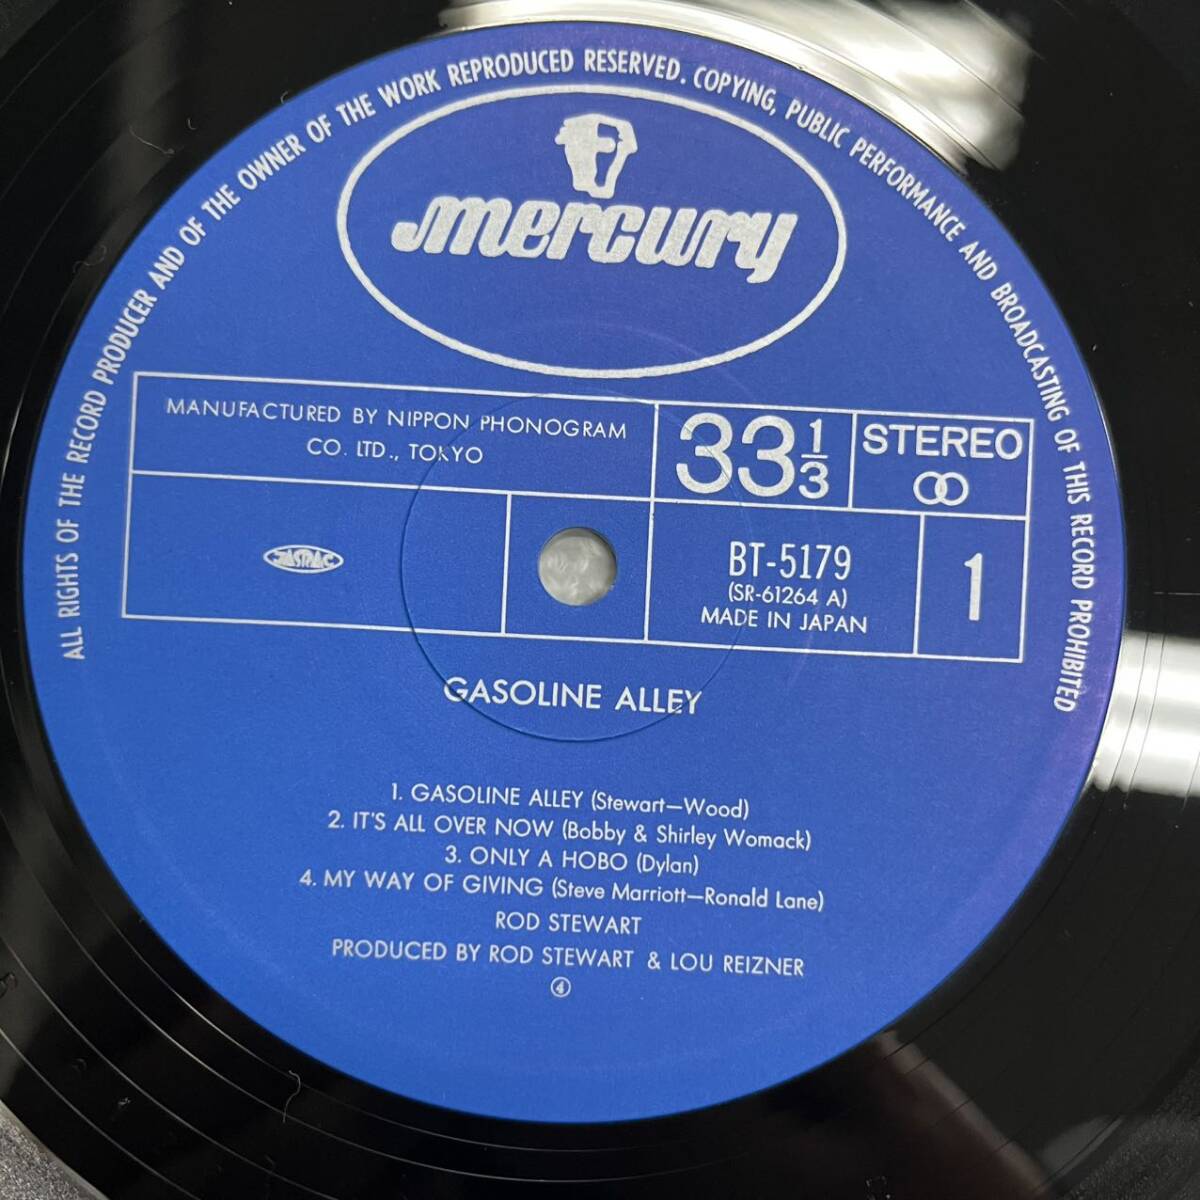 ALL RIGHTS OF THE RECORD PRODUCER AND OF THE OWNER OF THE WORK REPRODUCED RESERVED. COPYING, PUBLIC PERFORMANCE AND BROADCASTING OF THIS RECORD PROHIBITED
mercury
MANUFACTURED BY NIPPON PHONOGRAM
CO. LTD., TOKYO
33 1/3
STEREO
JASRAC
BT-5179
(SR-61264 A)
MADE IN JAPAN
1
GASOLINE ALLEY
1. GASOLINE ALLEY (Stewart—Wood)
2. IT'S ALL OVER NOW (Bobby & Shirley Womack)
3. ONLY A HOBO (Dylan)
4. MY WAY OF GIVING (Steve Marriott—Ronald Lane)
ROD STEWART
PRODUCED BY ROD STEWART & LOU REIZNER
④